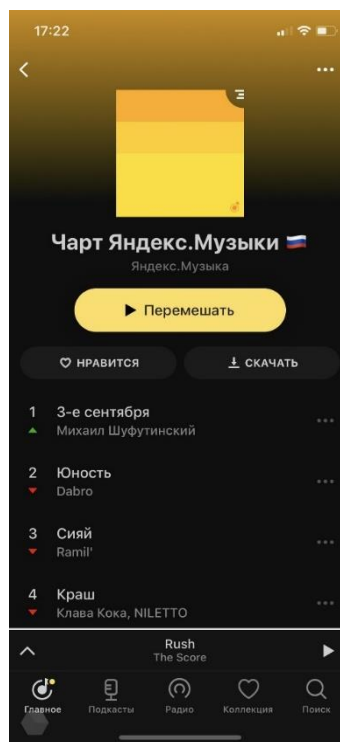 17:22
Чарт Яндекс.Музыки
Яндекс.Музыка
Перемешать
НРАВИТСЯ
СКАЧАТЬ
1 3-е сентября
Михаил Шуфутинский
2 Юность
Dabro
3 Сияй
Ramil'
4 Краш
Клава Кока, NILETTO
Rush
The Score
Главное Подкасты Радио Коллекция Поиск